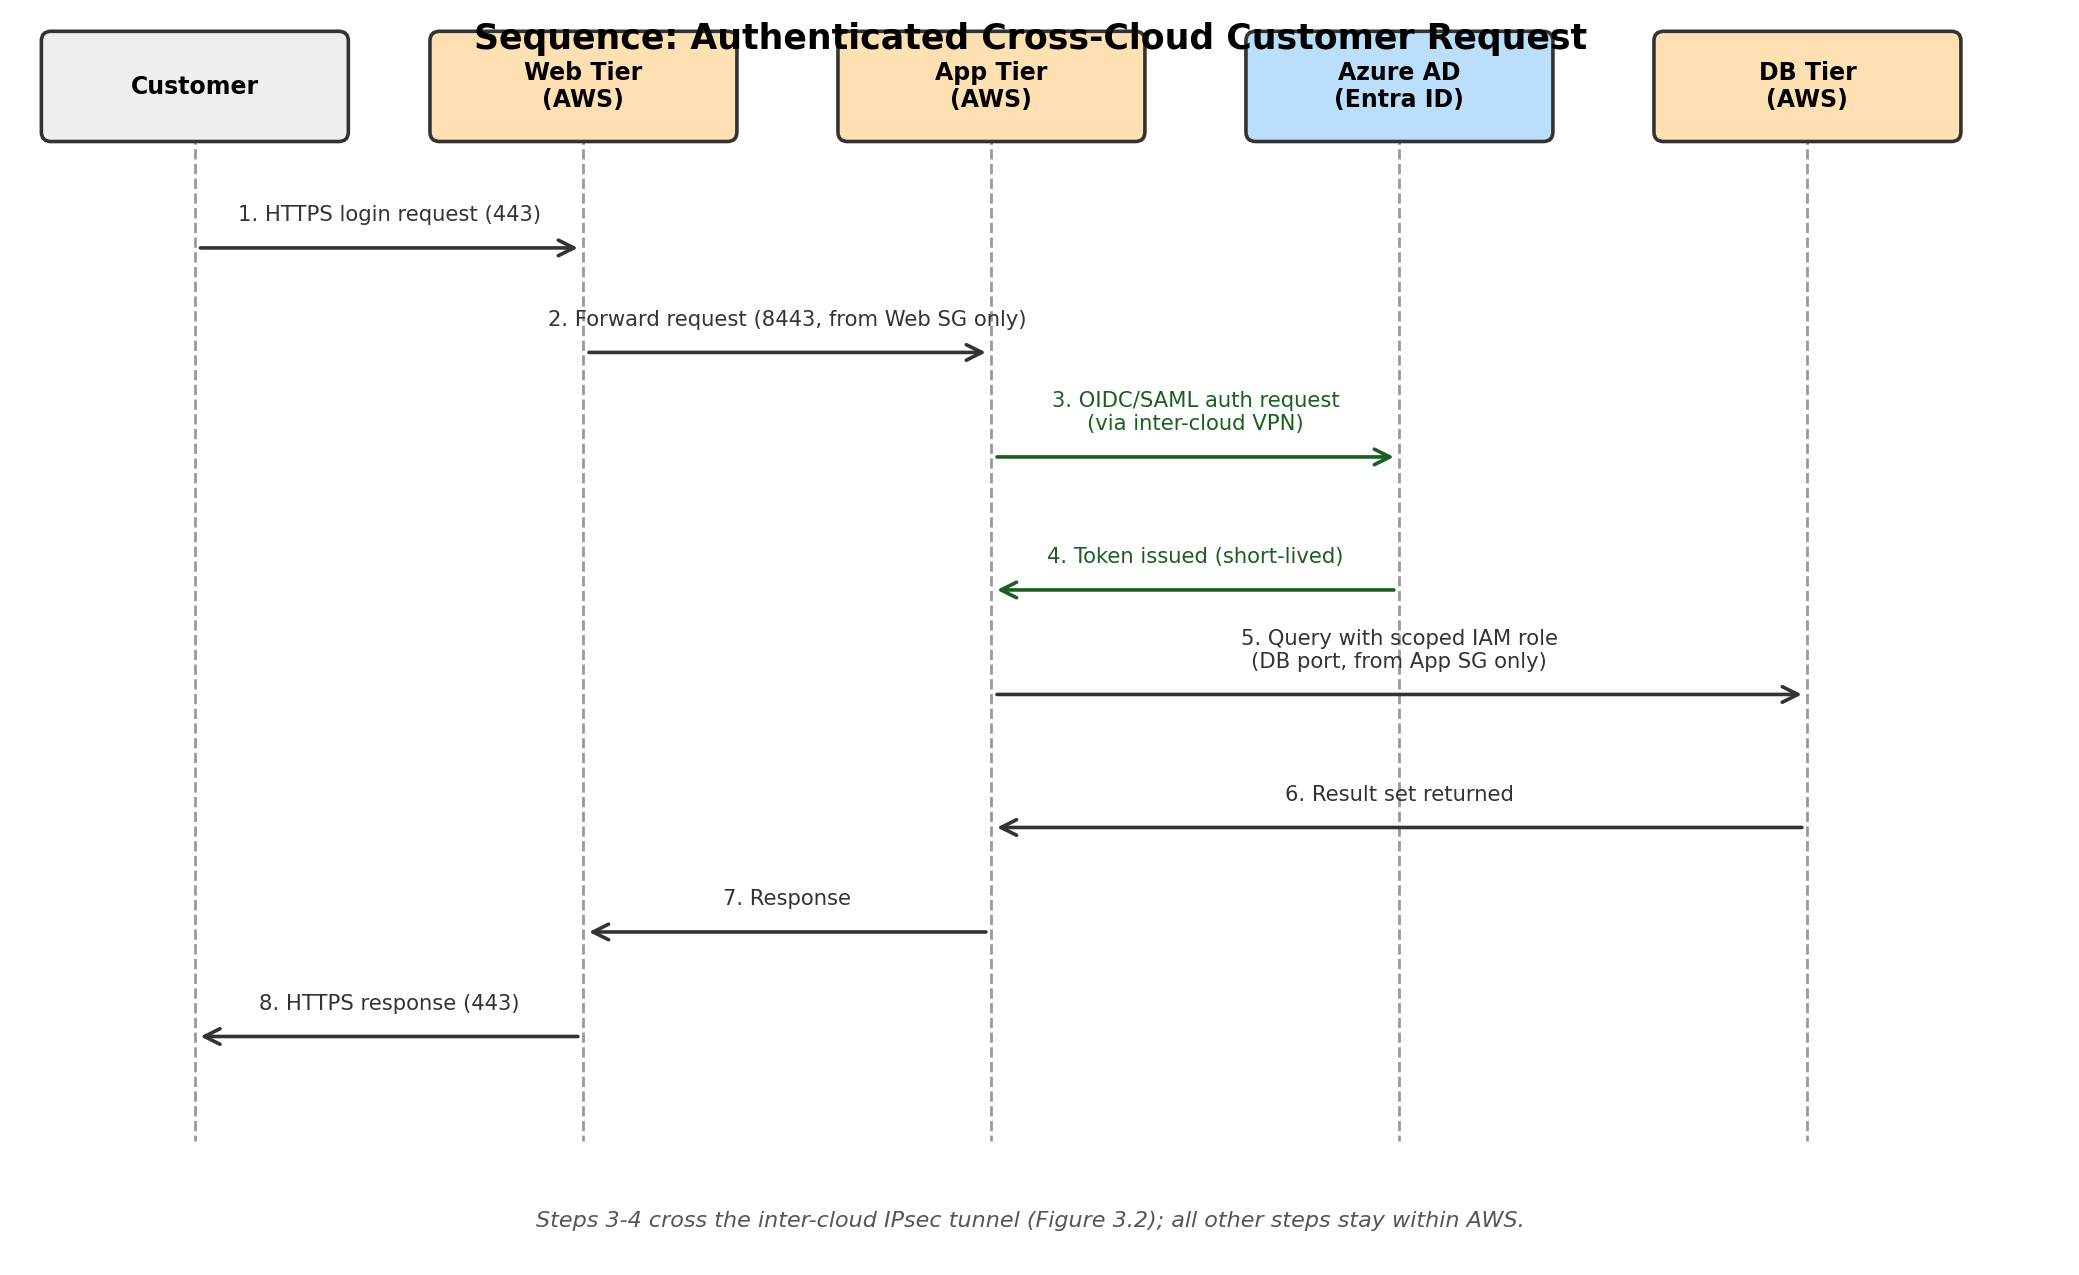 Sequence: Authenticated Cross-Cloud Customer Request
Customer
Web Tier
(AWS)
App Tier
(AWS)
Azure AD
(Entra ID)
DB Tier
(AWS)
1. HTTPS login request (443)
2. Forward request (8443, from Web SG only)
3. OIDC/SAML auth request
(via inter-cloud VPN)
4. Token issued (short-lived)
5. Query with scoped IAM role
(DB port, from App SG only)
6. Result set returned
7. Response
8. HTTPS response (443)
Steps 3-4 cross the inter-cloud IPsec tunnel (Figure 3.2); all other steps stay within AWS.